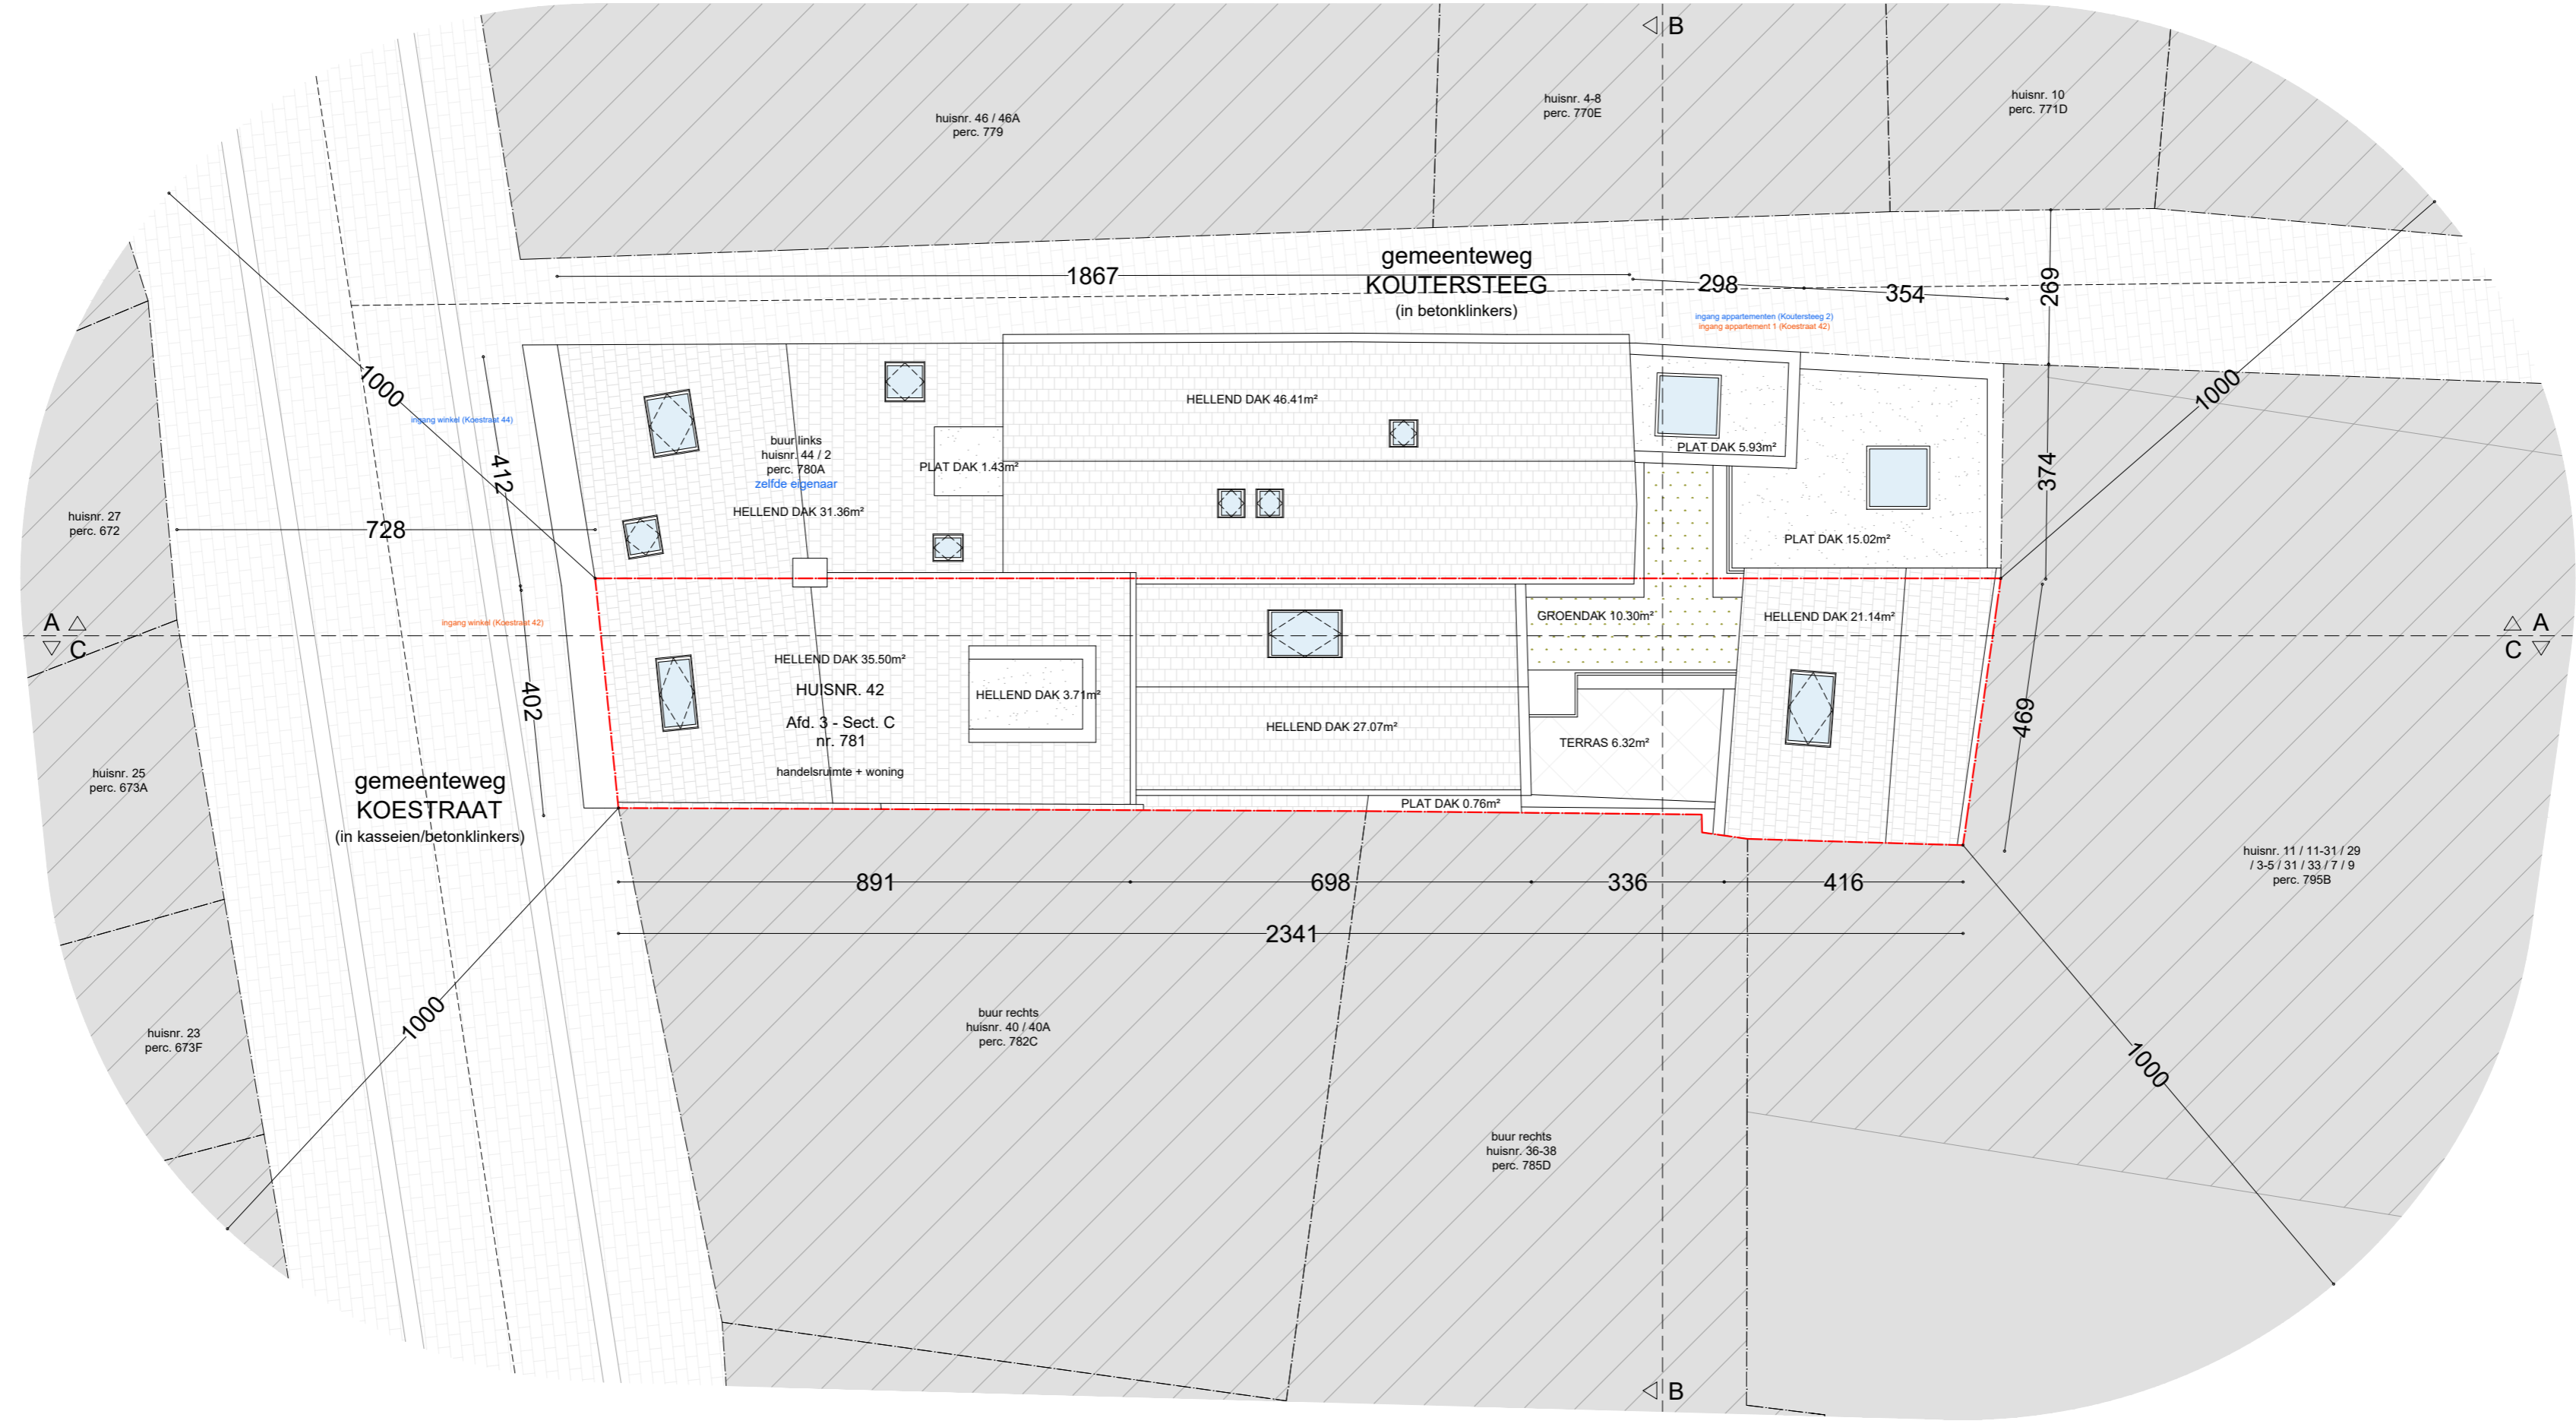 B
huisnr. 46 / 46A
perc. 779
huisnr. 4-8
perc. 770E
huisnr. 10
perc. 771D
gemeenteweg
KOUTERSTEEG
(in betonklinkers)
1867
298
354
269
ingang appartementen (Koutersteeg 2)
ingang appartement 1 (Koestraat 42)
1000
1000
ingang winkel (Koestraat 44)
412
HELLEND DAK 46.41m²
buur links
huisnr. 44 / 2
perc. 780A
zelfde eigenaar
HELLEND DAK 31.36m²
PLAT DAK 1.43m²
PLAT DAK 5.93m²
PLAT DAK 15.02m²
374
huisnr. 27
perc. 672
728
A
C
ingang winkel (Koestraat 42)
GROENDAK 10.30m²
HELLEND DAK 21.14m²
A
C
HELLEND DAK 35.50m²
HUISNR. 42
Afd. 3 - Sect. C
nr. 781
handelsruimte + woning
HELLEND DAK 3.71m²
HELLEND DAK 27.07m²
TERRAS 6.32m²
PLAT DAK 0.76m²
402
469
huisnr. 25
perc. 673A
gemeenteweg
KOESTRAAT
(in kasseien/betonklinkers)
huisnr. 11 / 11-31 / 29
/ 3-5 / 31 / 33 / 7 / 9
perc. 795B
891
698
336
416
2341
1000
1000
huisnr. 23
perc. 673F
buur rechts
huisnr. 40 / 40A
perc. 782C
buur rechts
huisnr. 36-38
perc. 785D
B